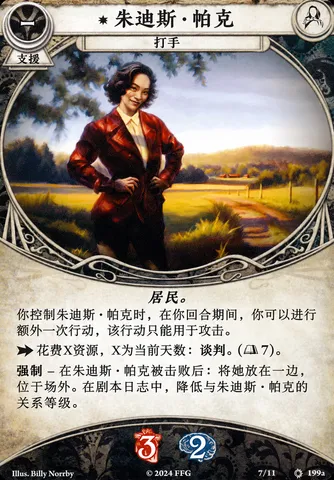 朱迪斯·帕克
打手
支援
居民。
你控制朱迪斯·帕克时，在你回合期间，你可以进行
额外一次行动，该行动只能用于攻击。
花费X资源，X为当前天数：谈判。( 7)。
强制 – 在朱迪斯·帕克被击败后：将她放在一边，
位于场外。在剧本日志中，降低与朱迪斯·帕克的
关系等级。
3 2
Illus. Billy Norrby © 2024 FFG 7/11 199a